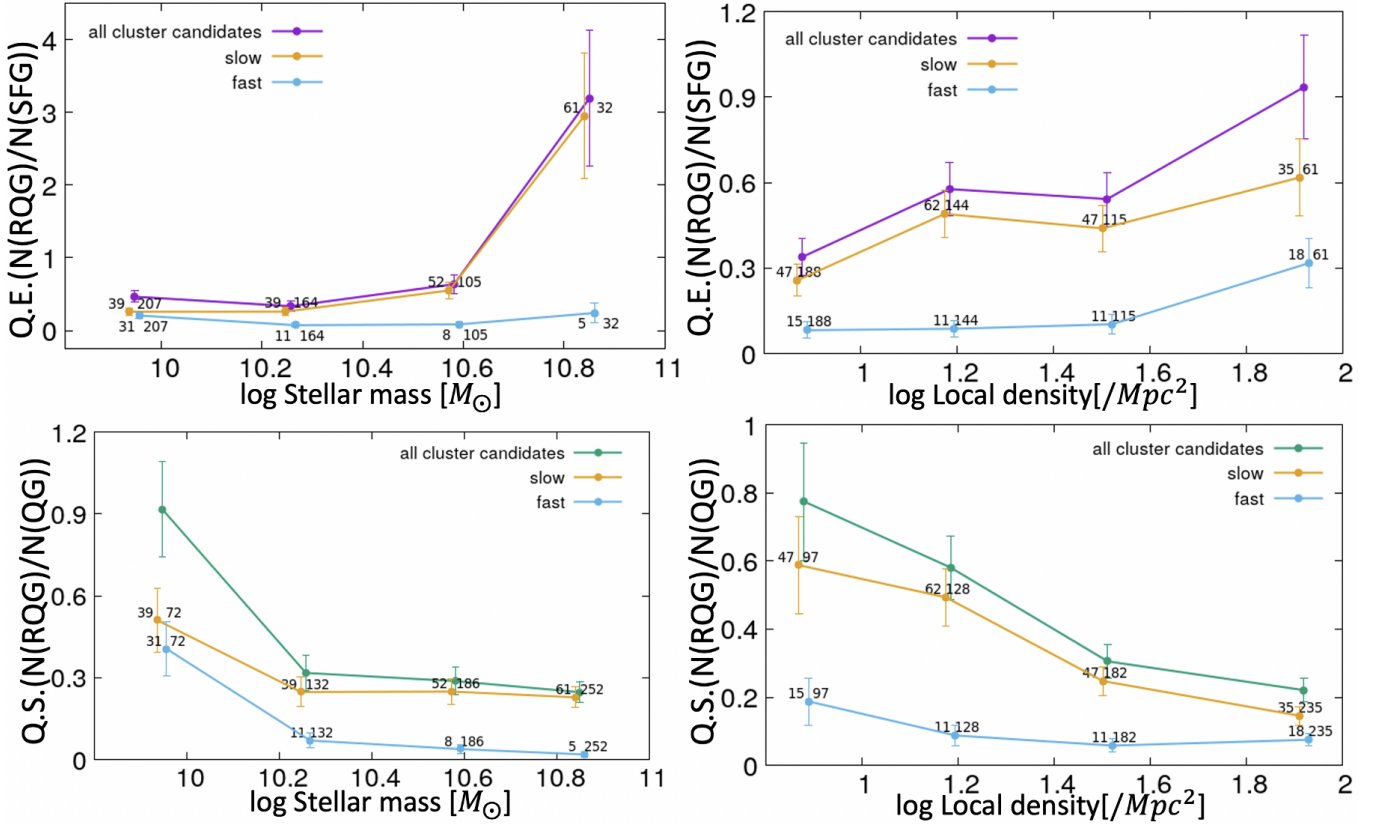 Q.E.(N(RQG)/N(SFG))
4
3
2
1
0
all cluster candidates
slow
fast
61 32
52 105
39 207
39 164
31 207
11 164
8 105
5 32
10 10.2 10.4 10.6 10.8 11
log Stellar mass [M⊙]
Q.E.(N(RQG)/N(SFG))
1.2
0.9
0.6
0.3
0
all cluster candidates
slow
fast
47 188
62 144
47 115
35 61
15 188
11 144
11 115
18 61
1 1.2 1.4 1.6 1.8 2
log Local density[/Mpc²]
Q.S.(N(RQG)/N(QG))
1.2
0.9
0.6
0.3
0
all cluster candidates
slow
fast
39 72
31 72
39 132
52 186
61 252
11 132
8 186
5 252
10 10.2 10.4 10.6 10.8 11
log Stellar mass [M⊙]
Q.S.(N(RQG)/N(QG))
1
0.8
0.6
0.4
0.2
0
all cluster candidates
slow
fast
47 97
62 128
47 182
35 235
15 97
11 128
11 182
18 235
1 1.2 1.4 1.6 1.8 2
log Local density[/Mpc²]